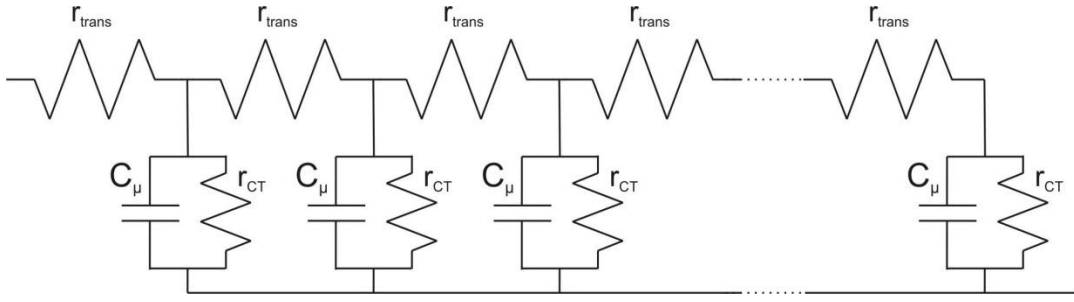 r_trans r_trans r_trans r_trans r_trans
C_μ r_CT C_μ r_CT C_μ r_CT C_μ r_CT